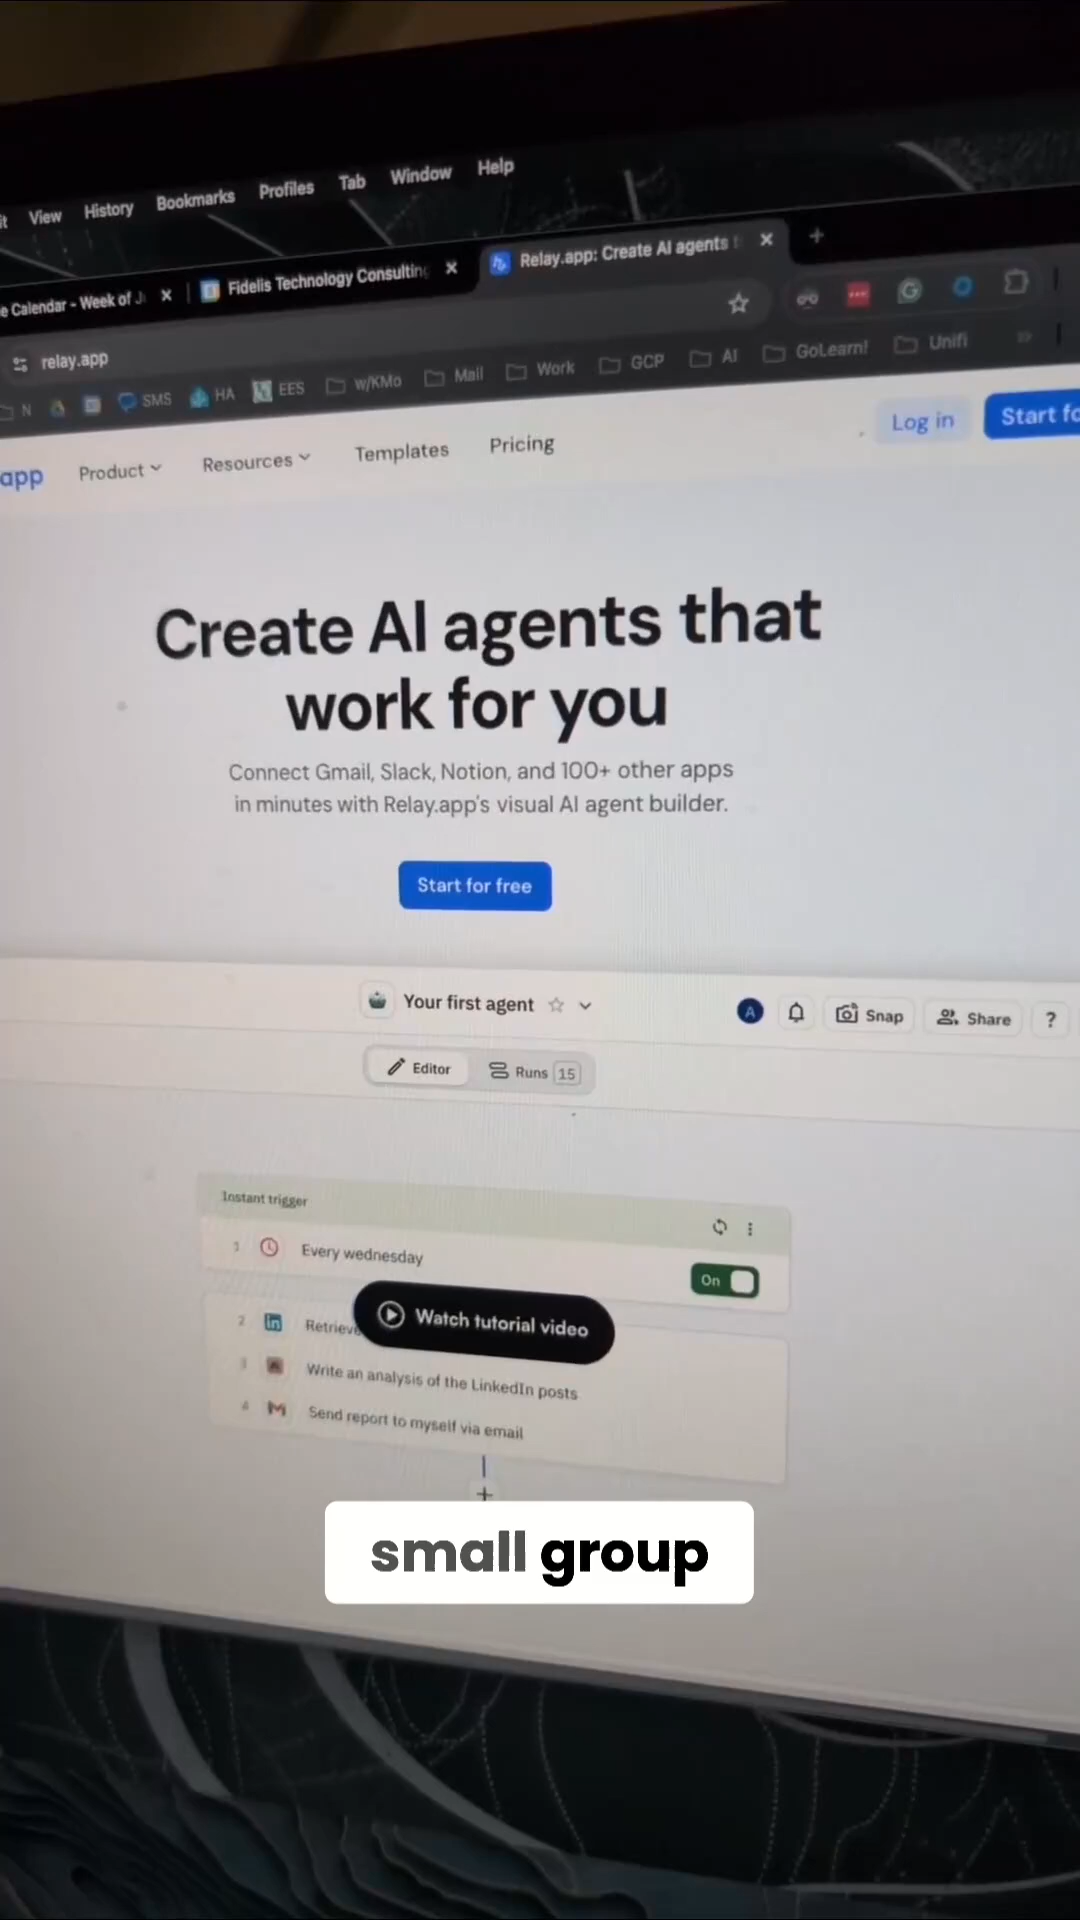 View History Bookmarks Profiles Tab Window Help
e Calendar - Week of
Fidelis Technology Consulting
Relay.app: Create AI agents
relay.app
N SMS HA EES w/KMo Mail Work GCP AI GoLearn! Unifi
app Product Resources Templates Pricing Log in Start fo
Create AI agents that
work for you
Connect Gmail, Slack, Notion, and 100+ other apps
in minutes with Relay.app's visual AI agent builder.
Start for free
Your first agent
A Snap Share ?
Editor Runs 15
Instant trigger
1 Every wednesday
On
2 in Retrieve
Watch tutorial video
3 Write an analysis of the LinkedIn posts
4 Send report to myself via email
small group